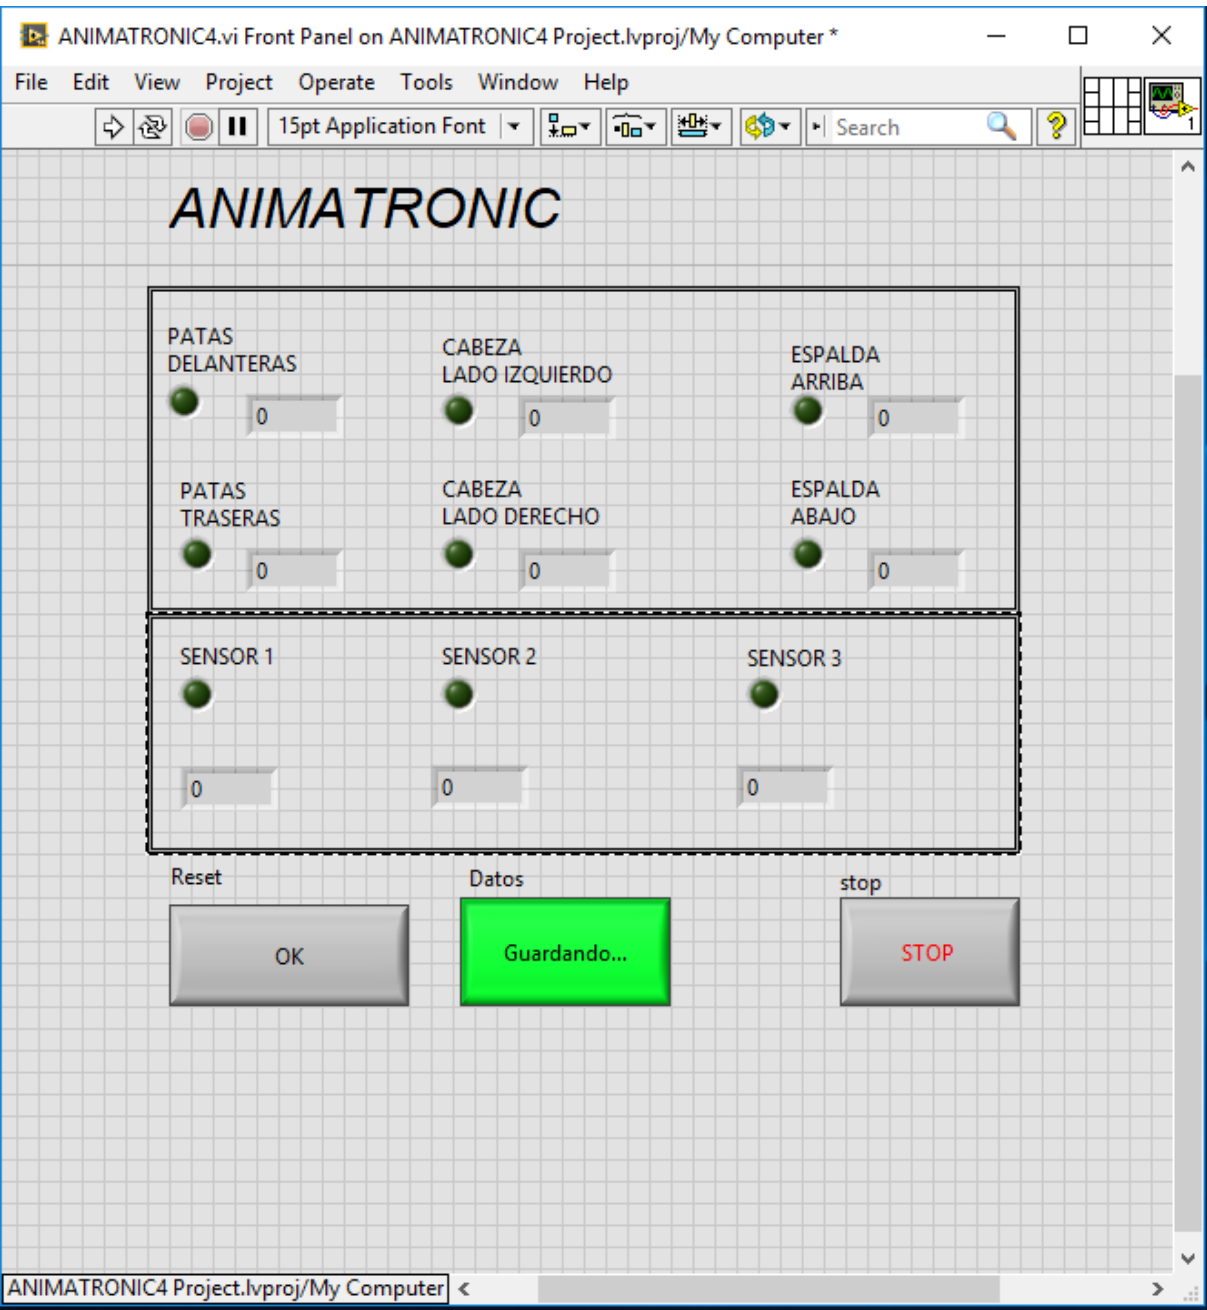 ANIMATRONIC4.vi Front Panel on ANIMATRONIC4 Project.lvproj/My Computer *
File Edit View Project Operate Tools Window Help
15pt Application Font Search
1
ANIMATRONIC
PATAS
DELANTERAS
0
CABEZA
LADO IZQUIERDO
0
ESPALDA
ARRIBA
0
PATAS
TRASERAS
0
CABEZA
LADO DERECHO
0
ESPALDA
ABAJO
0
SENSOR 1
0
SENSOR 2
0
SENSOR 3
0
Reset
OK
Datos
Guardando...
stop
STOP
ANIMATRONIC4 Project.lvproj/My Computer